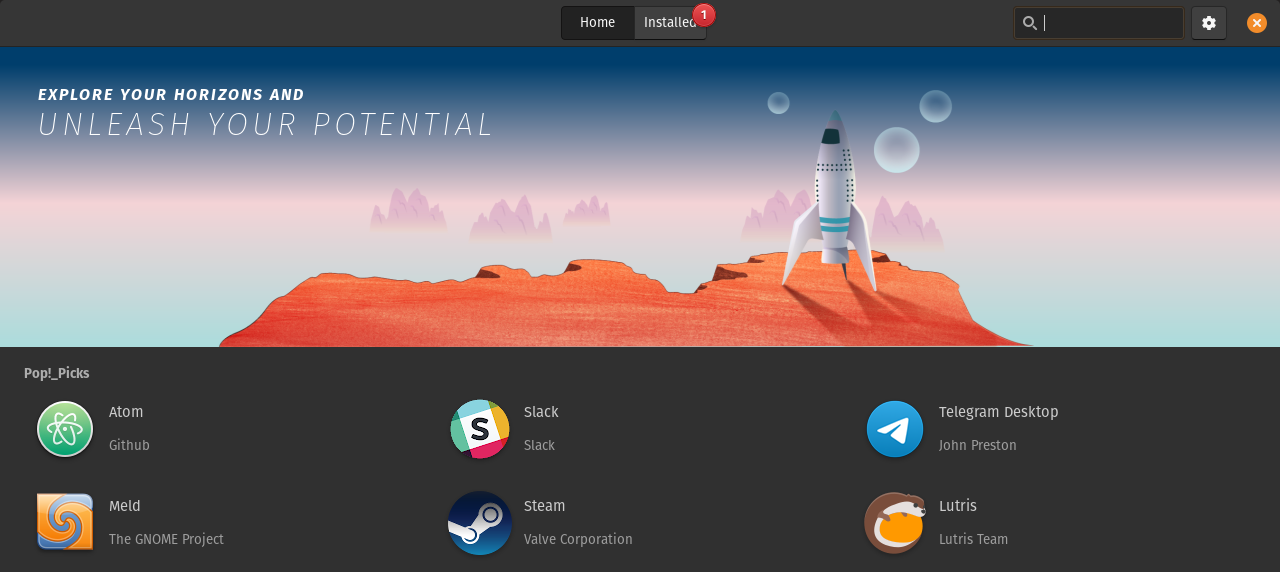 Home
Installed
1
EXPLORE YOUR HORIZONS AND
UNLEASH YOUR POTENTIAL
Pop!_Picks
Atom
Github
Slack
Slack
Telegram Desktop
John Preston
Meld
The GNOME Project
Steam
Valve Corporation
Lutris
Lutris Team